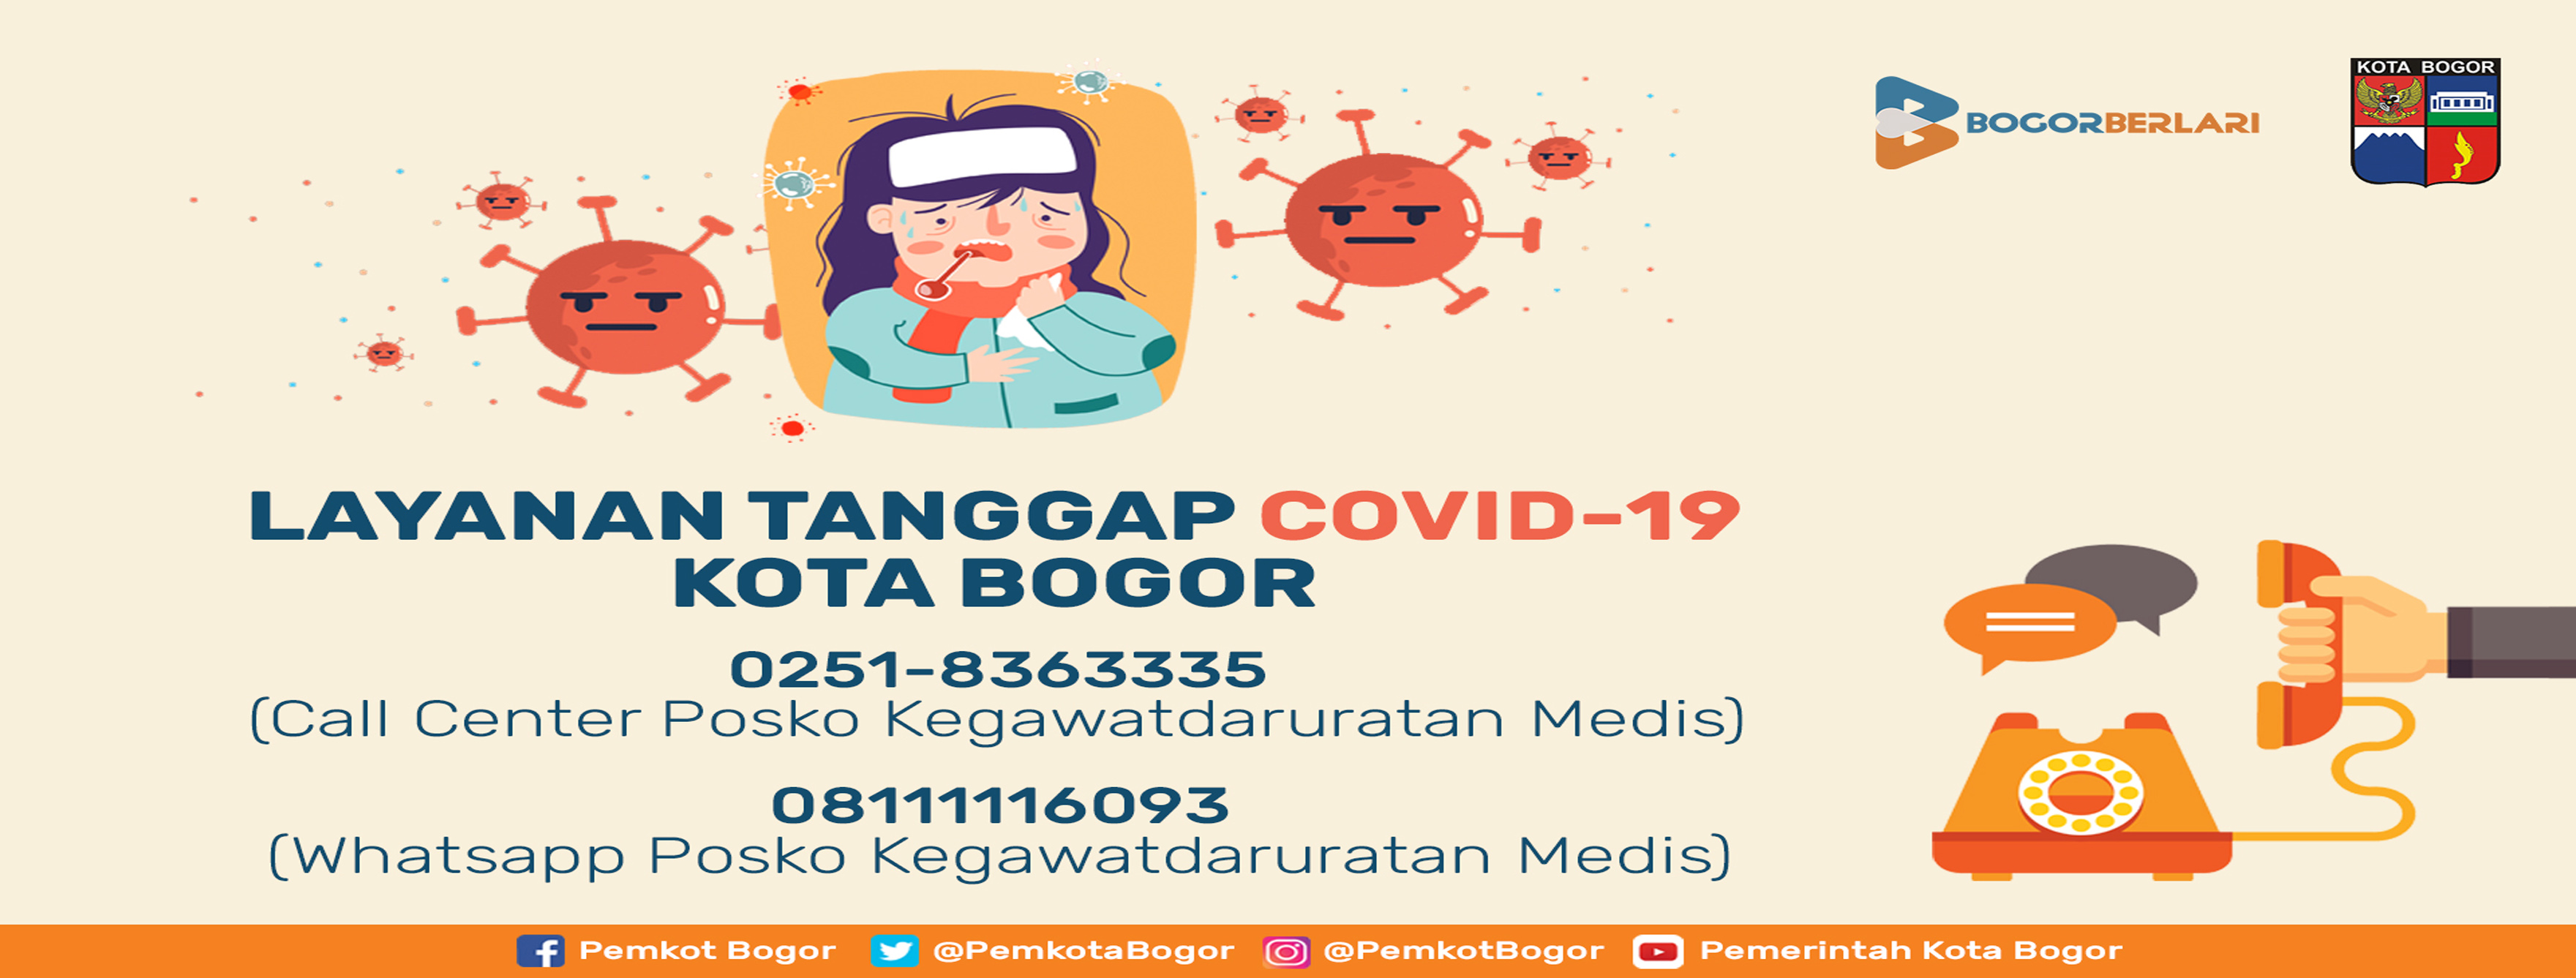 BOGORBERLARI
KOTA BOGOR
LAYANAN TANGGAP COVID-19
KOTA BOGOR
0251-8363335
(Call Center Posko Kegawatdaruratan Medis)
08111116093
(Whatsapp Posko Kegawatdaruratan Medis)
Pemkot Bogor @PemkotaBogor @PemkotBogor Pemerintah Kota Bogor